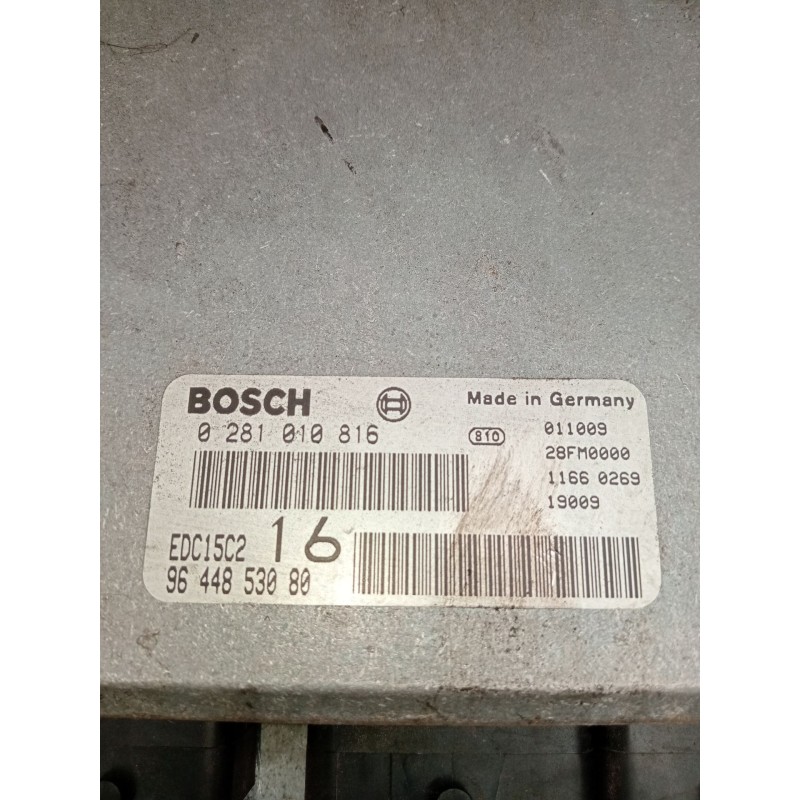 BOSCH
Made in Germany
0 281 010 816
810
011009
28FM0000
1166 0269
19009
EDC15C2
16
96 448 530 80